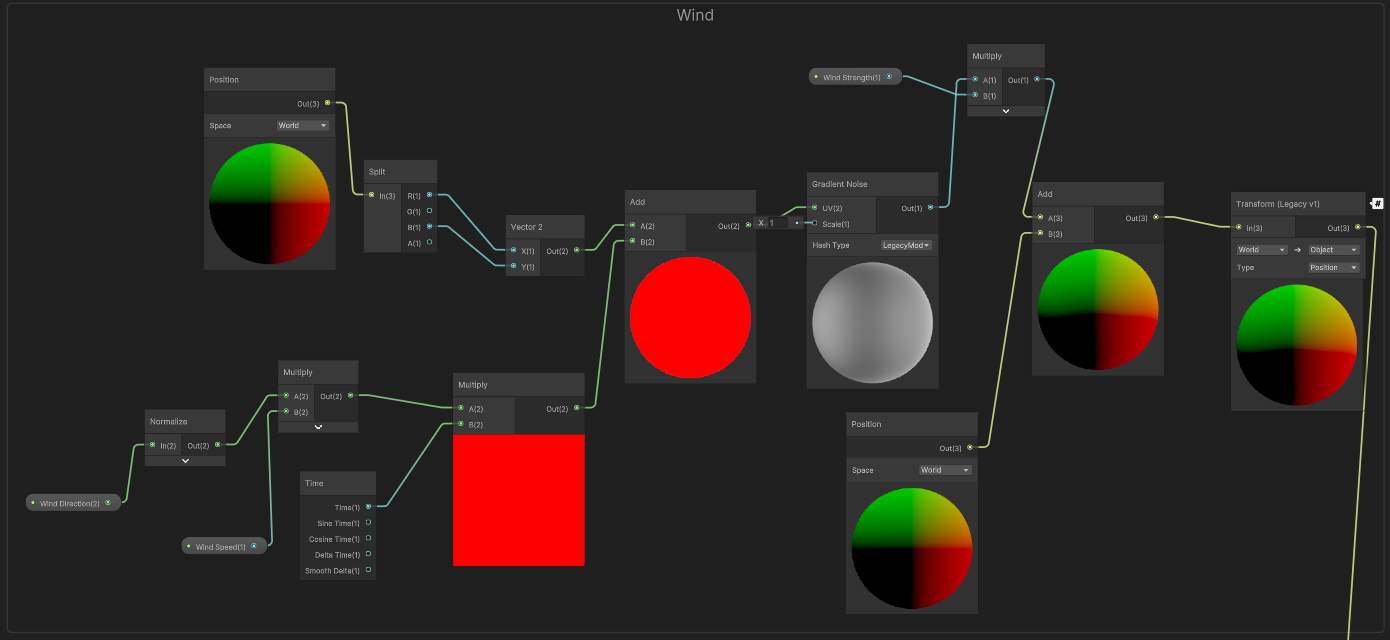 Wind
Position
Out(3)
Space
World
Split
In(3)
R(1)
G(1)
B(1)
A(1)
Vector 2
X(1)
Y(1)
Out(2)
Add
A(2)
B(2)
Out(2)
X 1
Gradient Noise
UV(2)
Scale(1)
Out(1)
Hash Type
LegacyMod
Wind Strength(1)
Multiply
A(1)
B(1)
Out(1)
Add
A(3)
B(3)
Out(3)
Transform (Legacy v1)
#
In(3)
Out(3)
World
Object
Type
Position
Wind Direction(2)
Normalize
In(2)
Out(2)
Wind Speed(1)
Multiply
A(2)
B(2)
Out(2)
Time
Time(1)
Sine Time(1)
Cosine Time(1)
Delta Time(1)
Smooth Delta(1)
Multiply
A(2)
B(2)
Out(2)
Position
Out(3)
Space
World